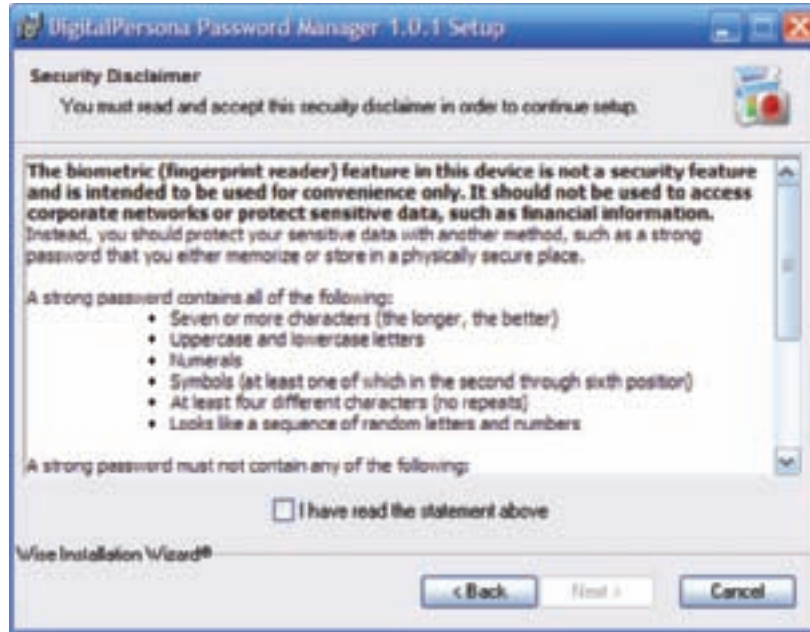 DigitalPersona Password Manager 1.0.1 Setup
Security Disclaimer
You must read and accept this security disclaimer in order to continue setup.
The biometric (fingerprint reader) feature in this device is not a security feature
and is intended to be used for convenience only. It should not be used to access
corporate networks or protect sensitive data, such as financial information.
Instead, you should protect your sensitive data with another method, such as a strong
password that you either memorize or store in a physically secure place.
A strong password contains all of the following:
• Seven or more characters (the longer, the better)
• Uppercase and lowercase letters
• Numerals
• Symbols (at least one of which in the second through sixth position)
• At least four different characters (no repeats)
• Looks like a sequence of random letters and numbers
A strong password must not contain any of the following:
I have read the statement above
Wise Installation Wizard®
< Back
Next >
Cancel